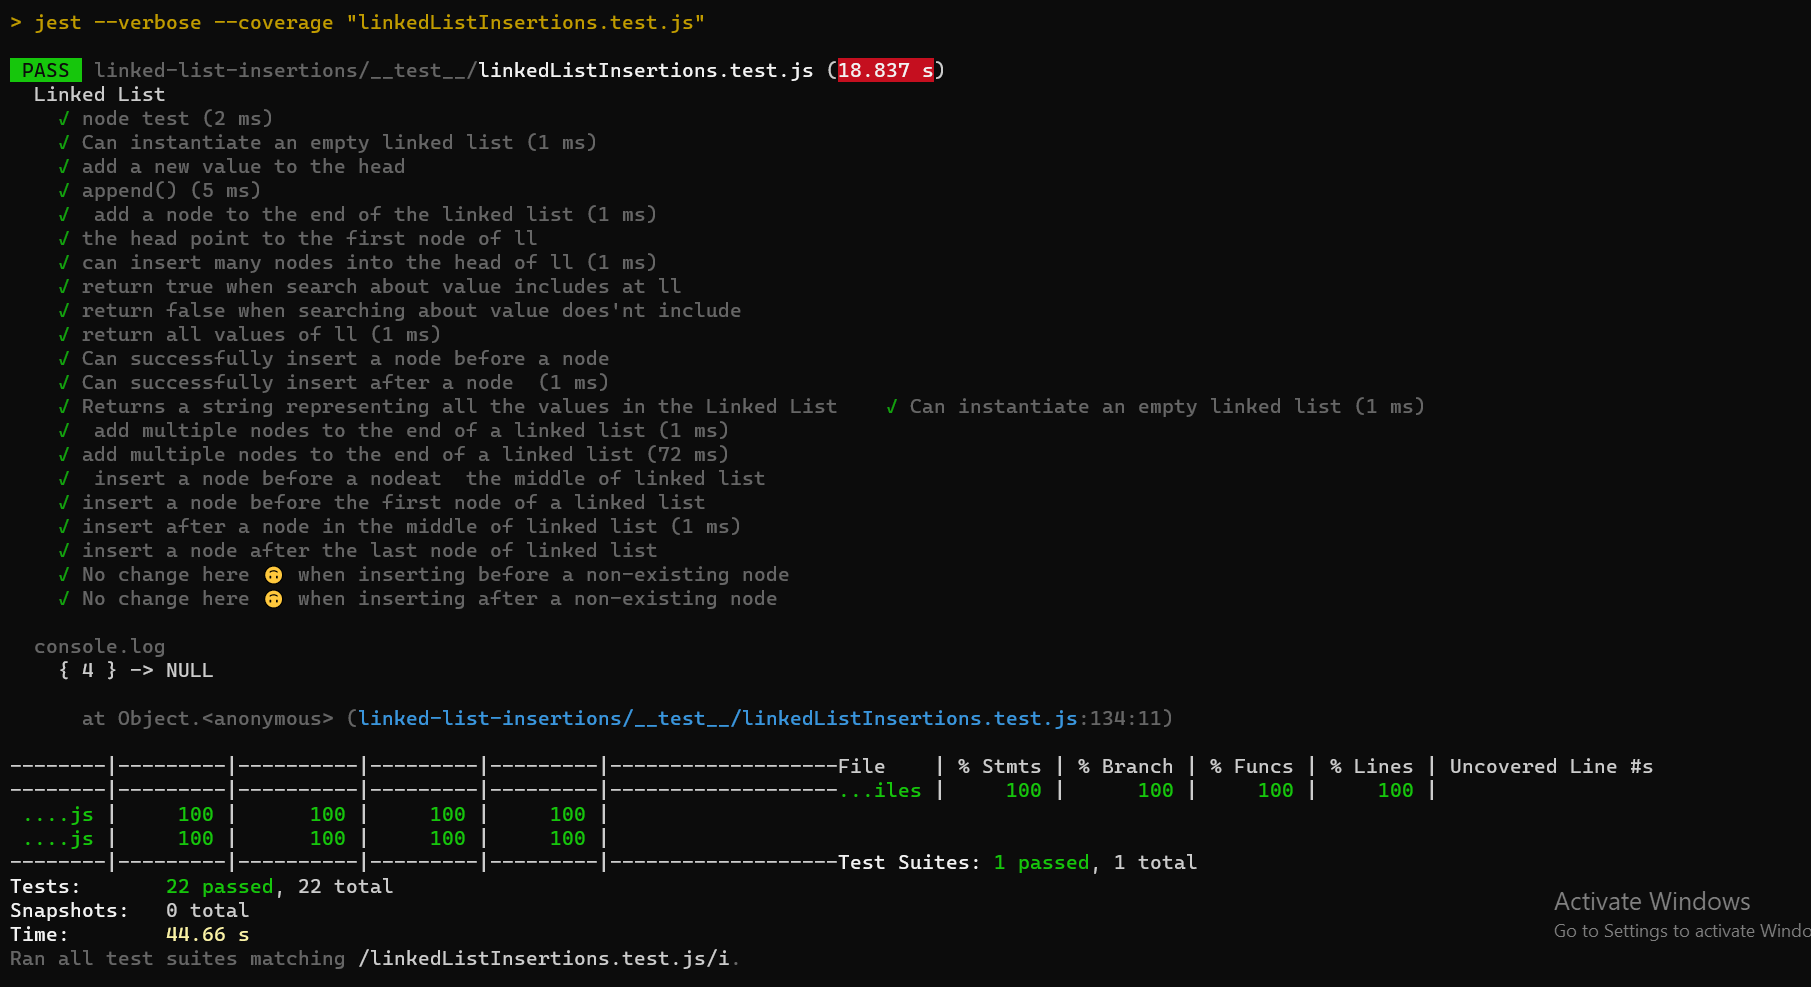 > jest --verbose --coverage "linkedListInsertions.test.js"
PASS linked-list-insertions/__test__/linkedListInsertions.test.js (18.837 s)
Linked List
√ node test (2 ms)
√ Can instantiate an empty linked list (1 ms)
√ add a new value to the head
√ append() (5 ms)
√  add a node to the end of the linked list (1 ms)
√ the head point to the first node of ll
√ can insert many nodes into the head of ll (1 ms)
√ return true when search about value includes at ll
√ return false when searching about value does'nt include
√ return all values of ll (1 ms)
√ Can successfully insert a node before a node
√ Can successfully insert after a node  (1 ms)
√ Returns a string representing all the values in the Linked List    √ Can instantiate an empty linked list (1 ms)
√  add multiple nodes to the end of a linked list (1 ms)
√ add multiple nodes to the end of a linked list (72 ms)
√  insert a node before a nodeat  the middle of linked list
√ insert a node before the first node of a linked list
√ insert after a node in the middle of linked list (1 ms)
√ insert a node after the last node of linked list
√ No change here 🙃 when inserting before a non-existing node
√ No change here 🙃 when inserting after a non-existing node
console.log
{ 4 } -> NULL
at Object.<anonymous> (linked-list-insertions/__test__/linkedListInsertions.test.js:134:11)
--------|---------|----------|---------|---------|-------------------File    | % Stmts | % Branch | % Funcs | % Lines | Uncovered Line #s
--------|---------|----------|---------|---------|-------------------...iles |     100 |      100 |     100 |     100 |
....js |     100 |      100 |     100 |     100 |
....js |     100 |      100 |     100 |     100 |
--------|---------|----------|---------|---------|-------------------Test Suites: 1 passed, 1 total
Tests:       22 passed, 22 total
Snapshots:   0 total
Time:        44.66 s
Ran all test suites matching /linkedListInsertions.test.js/i.
Activate Windows
Go to Settings to activate Windo